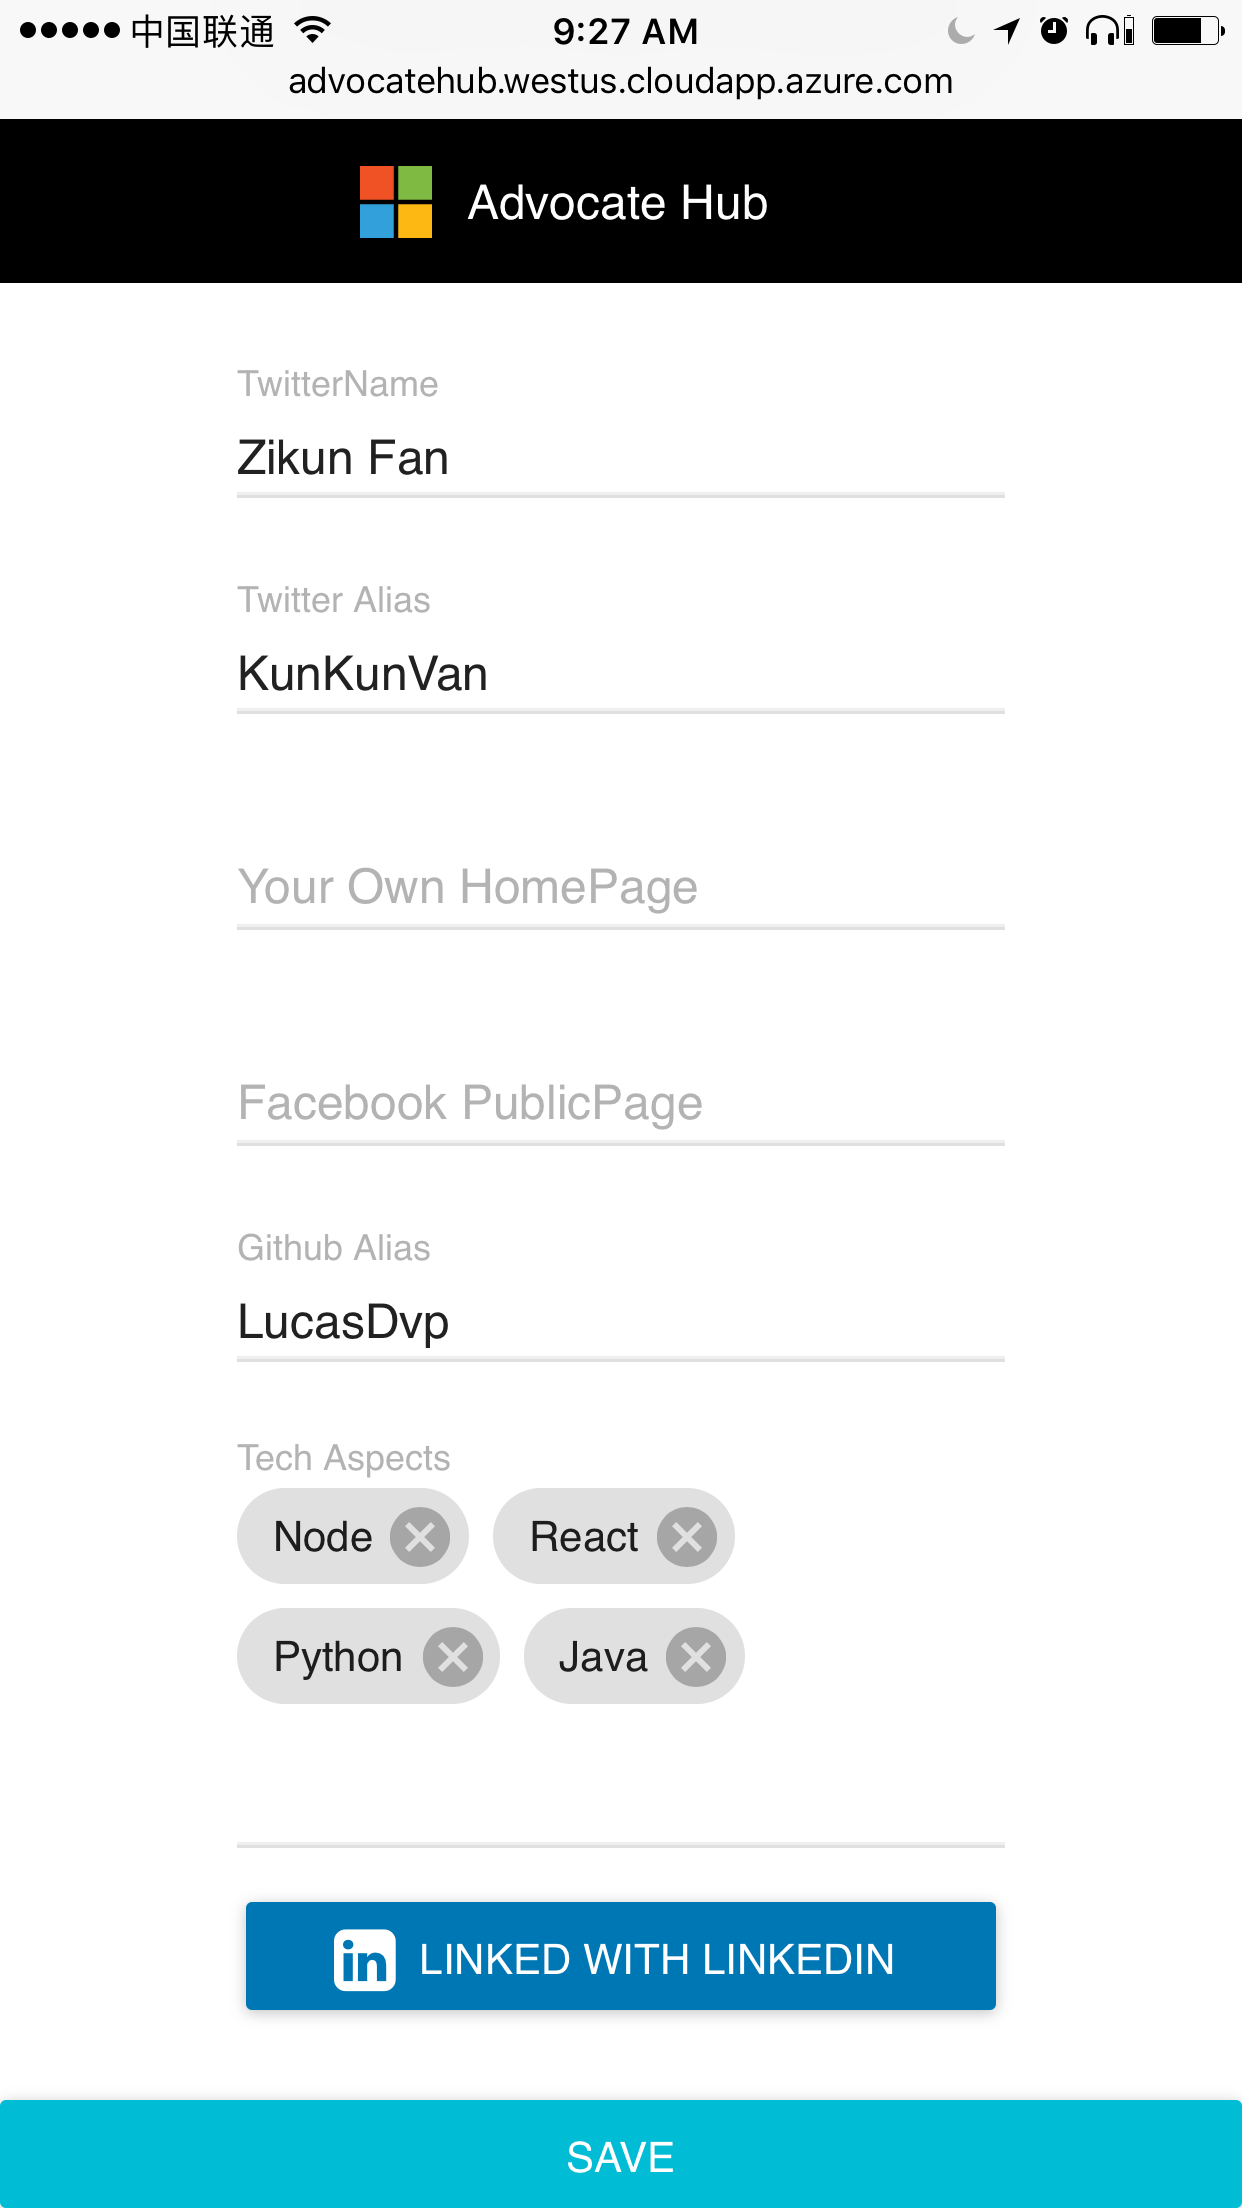 中国联通 9:27 AM
advocatehub.westus.cloudapp.azure.com
Advocate Hub
TwitterName
Zikun Fan
Twitter Alias
KunKunVan
Your Own HomePage
Facebook PublicPage
Github Alias
LucasDvp
Tech Aspects
Node React
Python Java
in LINKED WITH LINKEDIN
SAVE